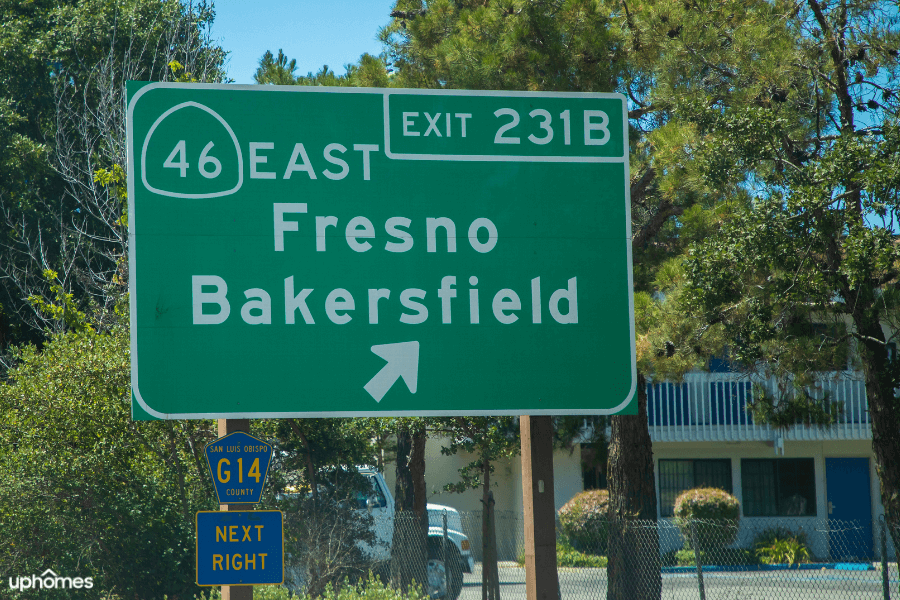 46 EAST
EXIT 231B
Fresno
Bakersfield
SAN LUIS OBISPO
G14
COUNTY
NEXT
RIGHT
uphomes